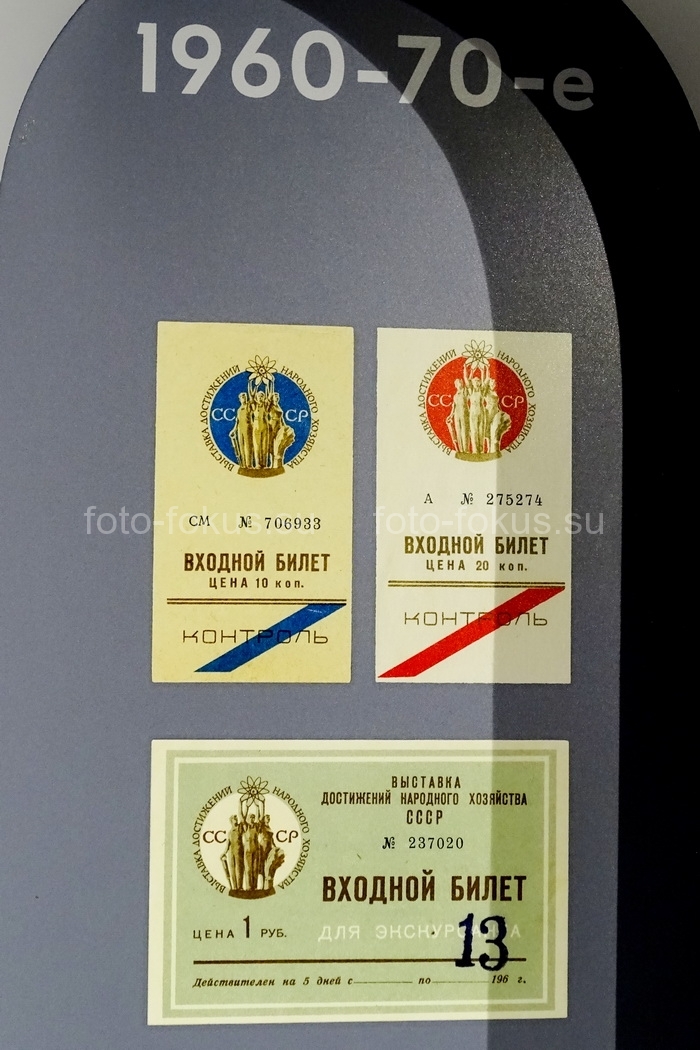 1960-70-е
ВЫСТАВКА ДОСТИЖЕНИЙ НАРОДНОГО ХОЗЯЙСТВА
СССР
СМ № 706933
ВХОДНОЙ БИЛЕТ
ЦЕНА 10 коп.
КОНТРОЛЬ
ВЫСТАВКА ДОСТИЖЕНИЙ НАРОДНОГО ХОЗЯЙСТВА
СССР
А № 275274
ВХОДНОЙ БИЛЕТ
ЦЕНА 20 коп.
КОНТРОЛЬ
foto-fokus.su foto-fokus.su
ВЫСТАВКА ДОСТИЖЕНИЙ НАРОДНОГО ХОЗЯЙСТВА
СССР
ЦЕНА 1 РУБ.
ВЫСТАВКА
ДОСТИЖЕНИЙ НАРОДНОГО ХОЗЯЙСТВА
СССР
№ 237020
ВХОДНОЙ БИЛЕТ
ДЛЯ ЭКСКУРСАНТА
13
Действителен на 5 дней с по 196 г.